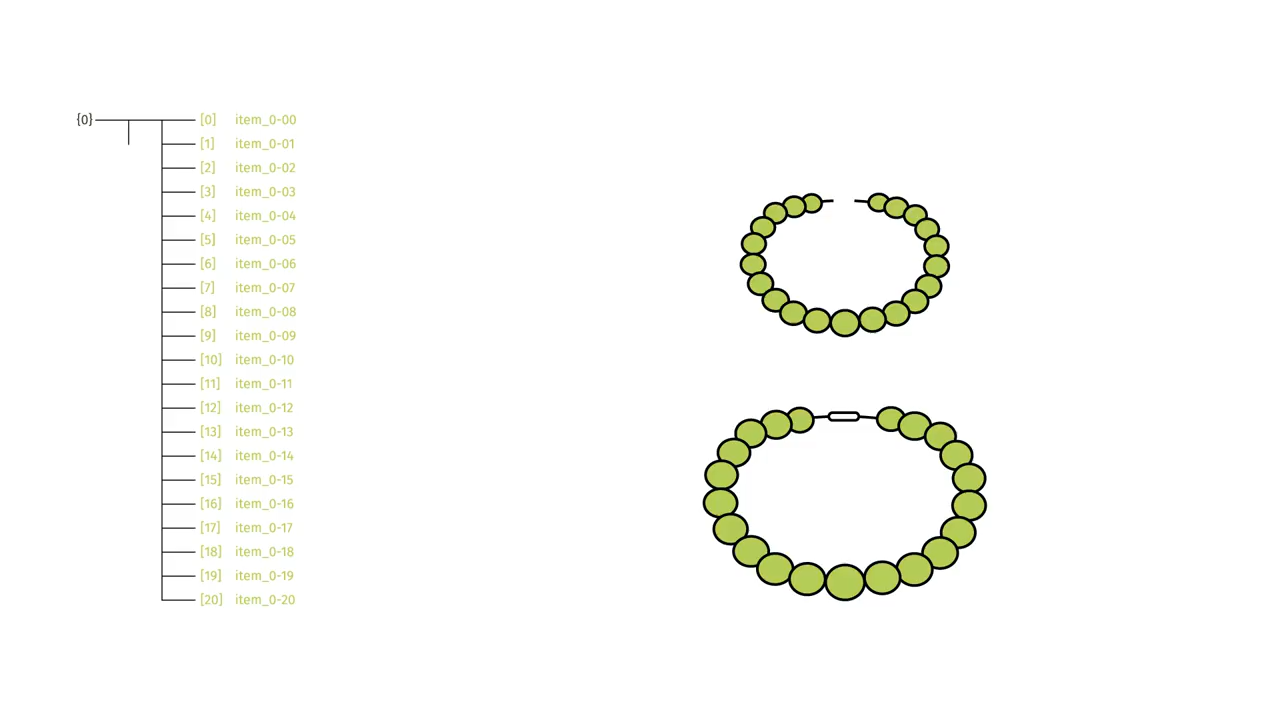 {0} [0] item_0-00
[1] item_0-01
[2] item_0-02
[3] item_0-03
[4] item_0-04
[5] item_0-05
[6] item_0-06
[7] item_0-07
[8] item_0-08
[9] item_0-09
[10] item_0-10
[11] item_0-11
[12] item_0-12
[13] item_0-13
[14] item_0-14
[15] item_0-15
[16] item_0-16
[17] item_0-17
[18] item_0-18
[19] item_0-19
[20] item_0-20